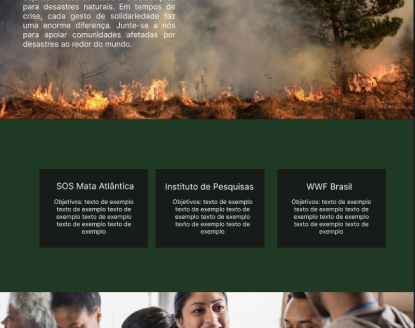 para desastres naturais. Em tempos de
crise, cada gesto de solidariedade faz
uma enorme diferença. Junte-se a nós
para apoiar comunidades afetadas por
desastres ao redor do mundo.
SOS Mata Atlântica
Objetivos: texto de exemplo
texto de exemplo texto de
exemplo texto de exemplo
texto de exemplo texto de
exemplo
Instituto de Pesquisas
Objetivos: texto de exemplo
texto de exemplo texto de
exemplo texto de exemplo
texto de exemplo texto de
exemplo
WWF Brasil
Objetivos: texto de exemplo
texto de exemplo texto de
exemplo texto de exemplo
texto de exemplo texto de
exemplo